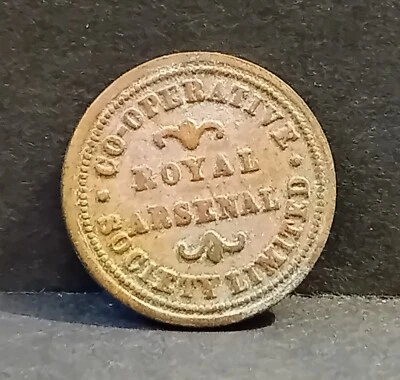 CO-OPERATIVE
ROYAL
ARSENAL
SOCIETY LIMITED